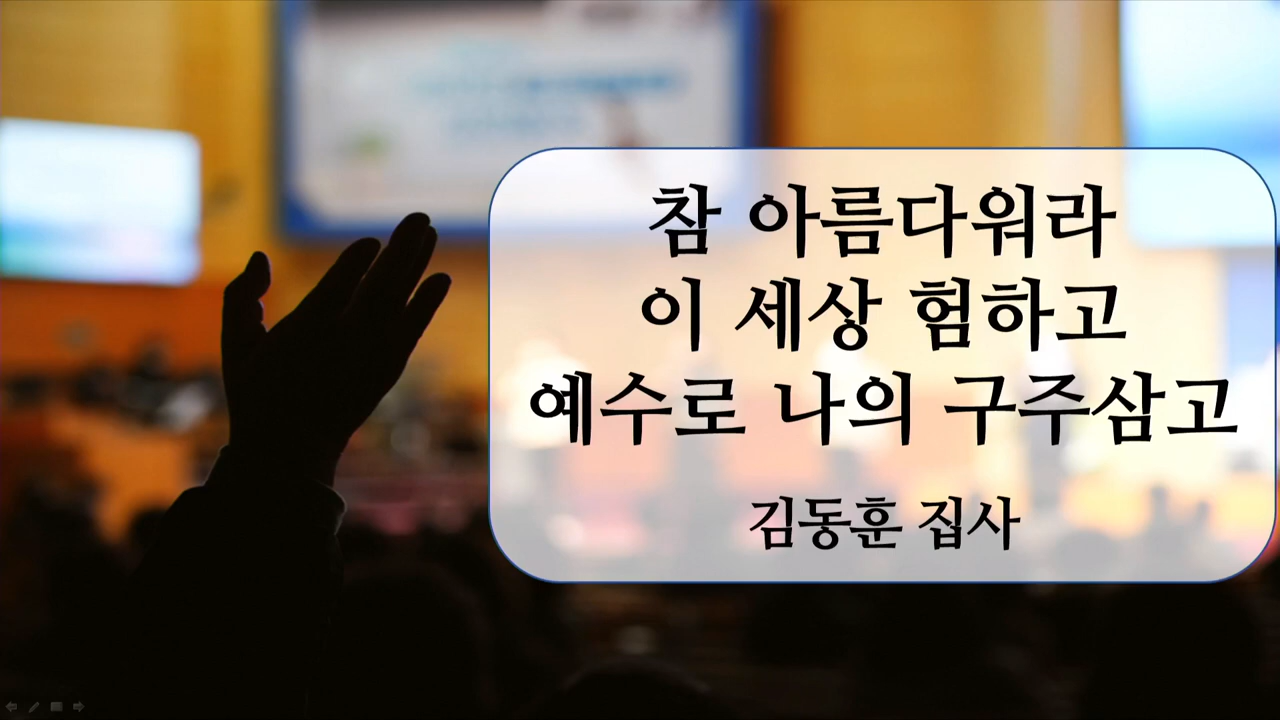 참 아름다워라
이 세상 험하고
예수로 나의 구주삼고
김동훈 집사